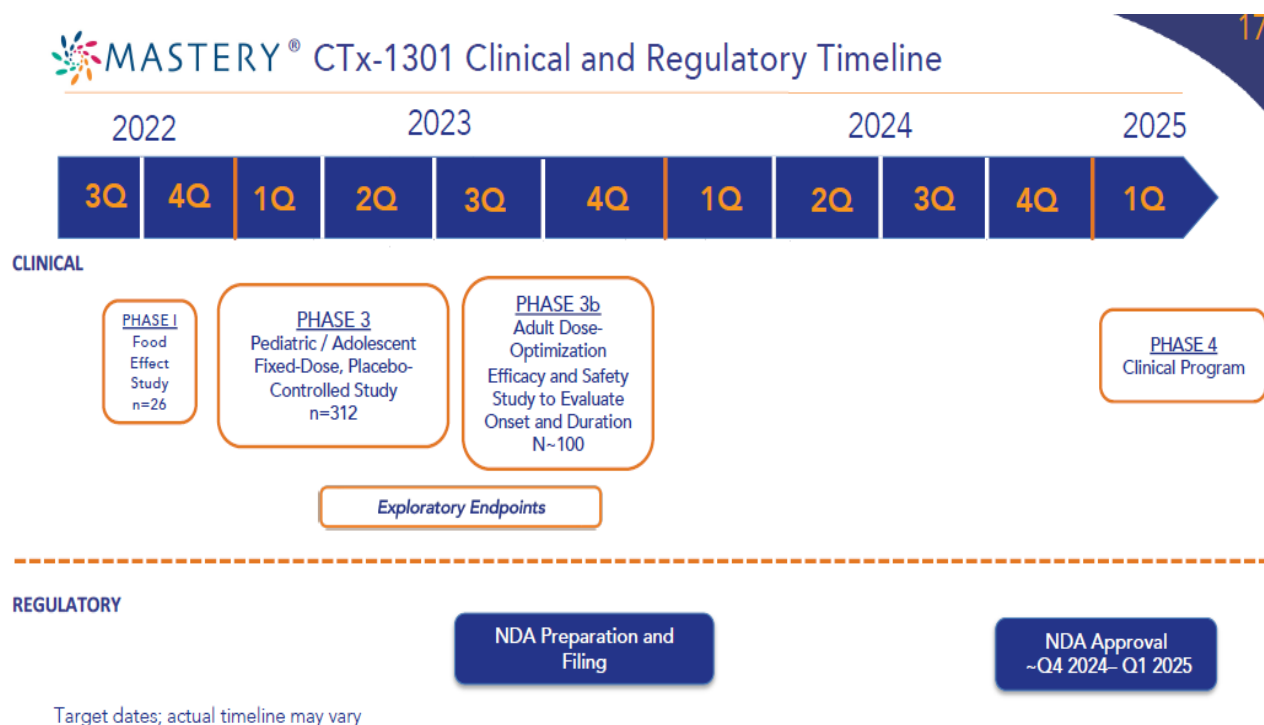 17
MASTERY® CTx-1301 Clinical and Regulatory Timeline
2022 2023 2024 2025
3Q 4Q 1Q 2Q 3Q 4Q 1Q 2Q 3Q 4Q 1Q
CLINICAL
PHASE I
Food
Effect
Study
n=26
PHASE 3
Pediatric / Adolescent
Fixed-Dose, Placebo-
Controlled Study
n=312
PHASE 3b
Adult Dose-
Optimization
Efficacy and Safety
Study to Evaluate
Onset and Duration
N~100
PHASE 4
Clinical Program
Exploratory Endpoints
REGULATORY
NDA Preparation and
Filing
NDA Approval
~Q4 2024– Q1 2025
Target dates; actual timeline may vary